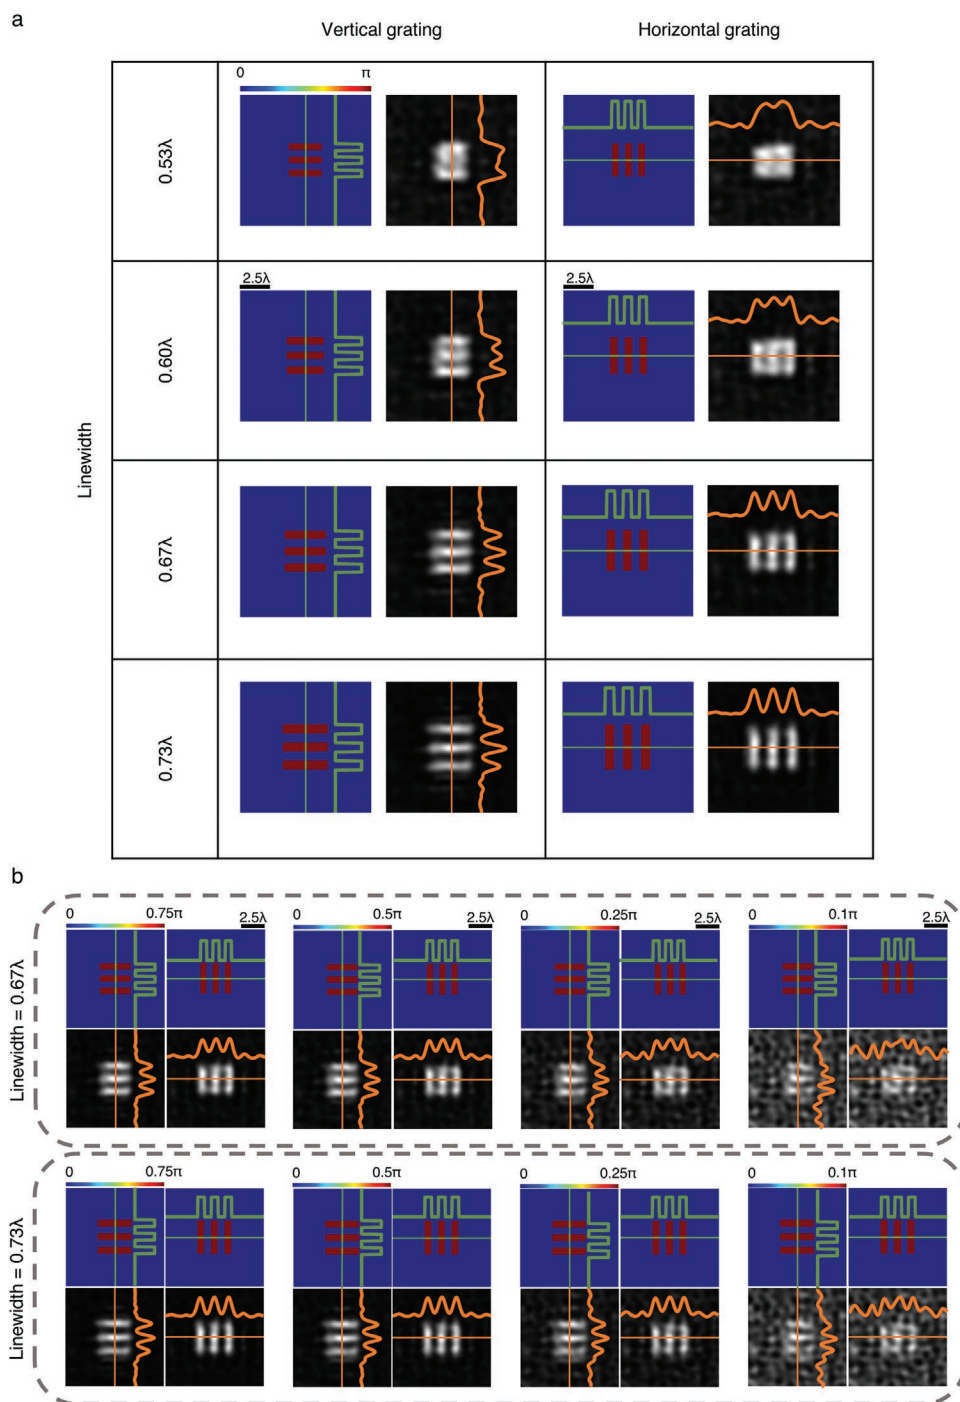 a
Vertical grating
Horizontal grating
0
π
0.53λ
2.5λ
2.5λ
0.60λ
Linewidth
0.67λ
0.73λ
b
0
0.75π
2.5λ
0
0.5π
2.5λ
0
0.25π
2.5λ
0
0.1π
2.5λ
Linewidth = 0.67λ
0
0.75π
0
0.5π
0
0.25π
0
0.1π
Linewidth = 0.73λ